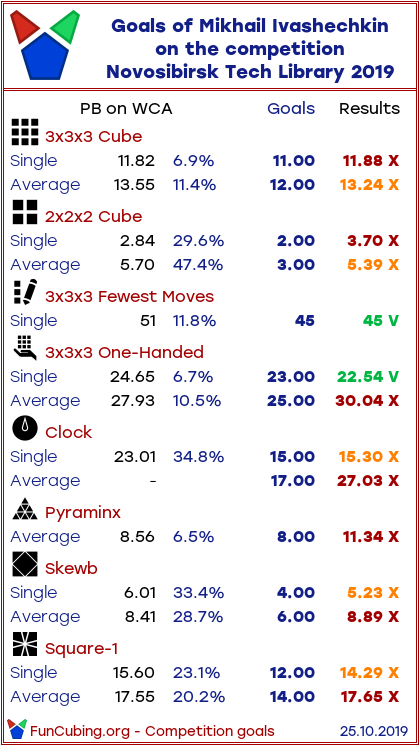 Goals of Mikhail Ivashechkin
on the competition
Novosibirsk Tech Library 2019
PB on WCA Goals Results
3x3x3 Cube
Single 11.82 6.9% 11.00 11.88 X
Average 13.55 11.4% 12.00 13.24 X
2x2x2 Cube
Single 2.84 29.6% 2.00 3.70 X
Average 5.70 47.4% 3.00 5.39 X
3x3x3 Fewest Moves
Single 51 11.8% 45 45 V
3x3x3 One-Handed
Single 24.65 6.7% 23.00 22.54 V
Average 27.93 10.5% 25.00 30.04 X
Clock
Single 23.01 34.8% 15.00 15.30 X
Average - 17.00 27.03 X
Pyraminx
Average 8.56 6.5% 8.00 11.34 X
Skewb
Single 6.01 33.4% 4.00 5.23 X
Average 8.41 28.7% 6.00 8.89 X
Square-1
Single 15.60 23.1% 12.00 14.29 X
Average 17.55 20.2% 14.00 17.65 X
FunCubing.org - Competition goals 25.10.2019